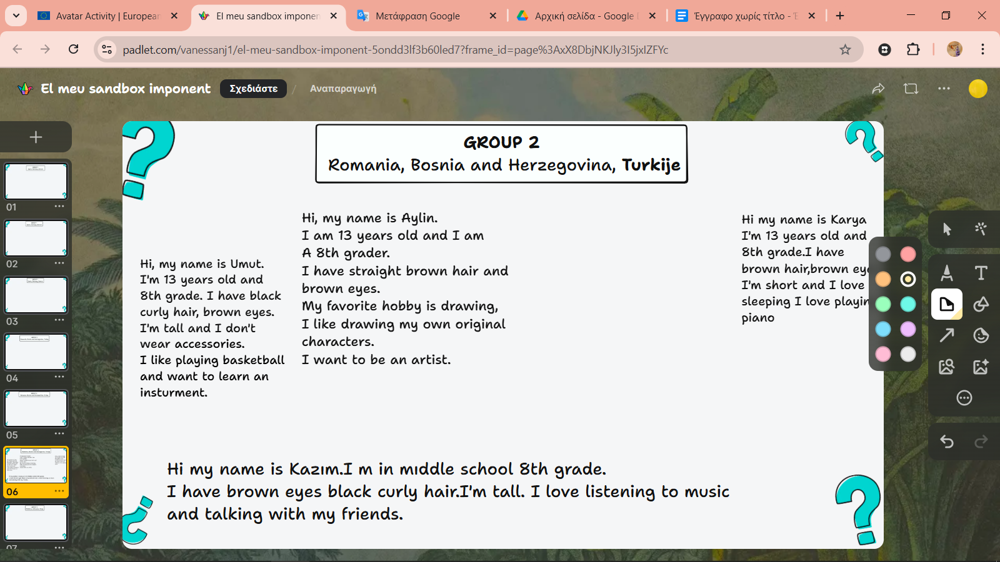 Avatar Activity | European
El meu sandbox imponen
Μετάφραση Google
Αρχική σελίδα - Google
Έγγραφο χωρίς τίτλο - Έ
padlet.com/vanessanj1/el-meu-sandbox-imponent-5ondd3lf3b60led7?frame_id=page%3AxX8DbjNKJly3I5jxIZFYc
El meu sandbox imponent
Σχεδιάστε
/
Αναπαραγωγή
GROUP 2
Romania, Bosnia and Herzegovina, Turkije
Hi, my name is Umut.
I'm 13 years old and
8th grade. I have black
curly hair, brown eyes.
I'm tall and I don't
wear accessories.
I like playing basketball
and want to learn an
insturment.
Hi, my name is Aylin.
I am 13 years old and I am
A 8th grader.
I have straight brown hair and
brown eyes.
My favorite hobby is drawing,
I like drawing my own original
characters.
I want to be an artist.
Hi my name is Karya
I'm 13 years old and
8th grade.I have
brown hair,brown eye
I'm short and I love
sleeping I love playin
piano
Hi my name is Kazım.I m in mıddle school 8th grade.
I have brown eyes black curly hair.I'm tall. I love listening to music
and talking with my friends.
01
02
03
04
05
06
07